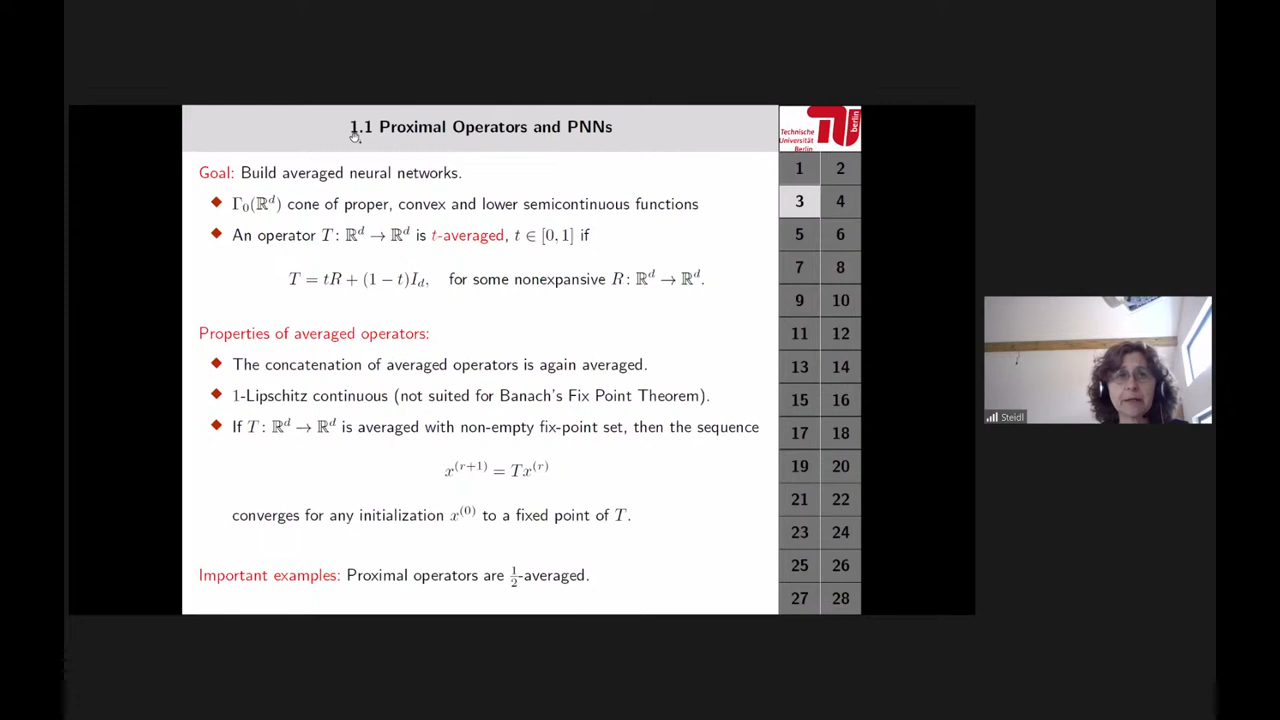 1.1 Proximal Operators and PNNs
Technische
Universität
Berlin
berlin
Goal: Build averaged neural networks.
◆ Γ₀(ℝᵈ) cone of proper, convex and lower semicontinuous functions
◆ An operator T: ℝᵈ → ℝᵈ is t-averaged, t ∈ [0, 1] if
T = tR + (1 − t)I_d, for some nonexpansive R: ℝᵈ → ℝᵈ.
Properties of averaged operators:
◆ The concatenation of averaged operators is again averaged.
◆ 1-Lipschitz continuous (not suited for Banach's Fix Point Theorem).
◆ If T: ℝᵈ → ℝᵈ is averaged with non-empty fix-point set, then the sequence
x^(r+1) = Tx^(r)
converges for any initialization x^(0) to a fixed point of T.
Important examples: Proximal operators are 1/2-averaged.
1 2
3 4
5 6
7 8
9 10
11 12
13 14
15 16
17 18
19 20
21 22
23 24
25 26
27 28
Steidl